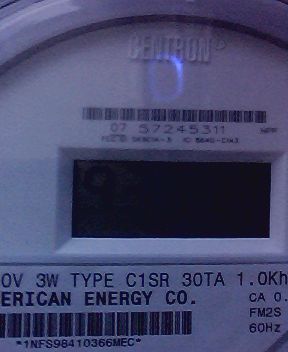 CENTRON®
07 57245311
0V 3W TYPE C1SR 30TA 1.0Kh
ERICAN ENERGY CO.
CA 0.
FM2S
60Hz
*1NFS98410366MEC*